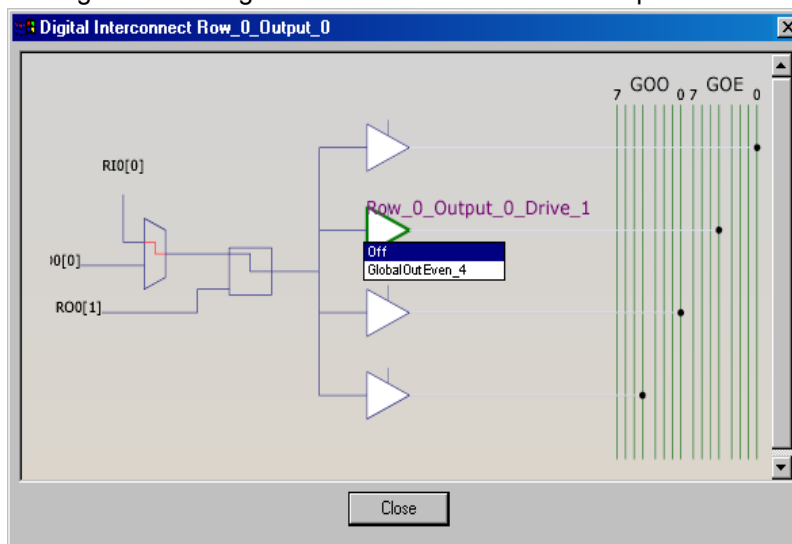 Digital Interconnect Row_0_Output_0
7 GOO 0 7 GOE 0
RI0[0]
Row_0_Output_0_Drive_1
Off
GlobalOutEven_4
RO0[1]
Close